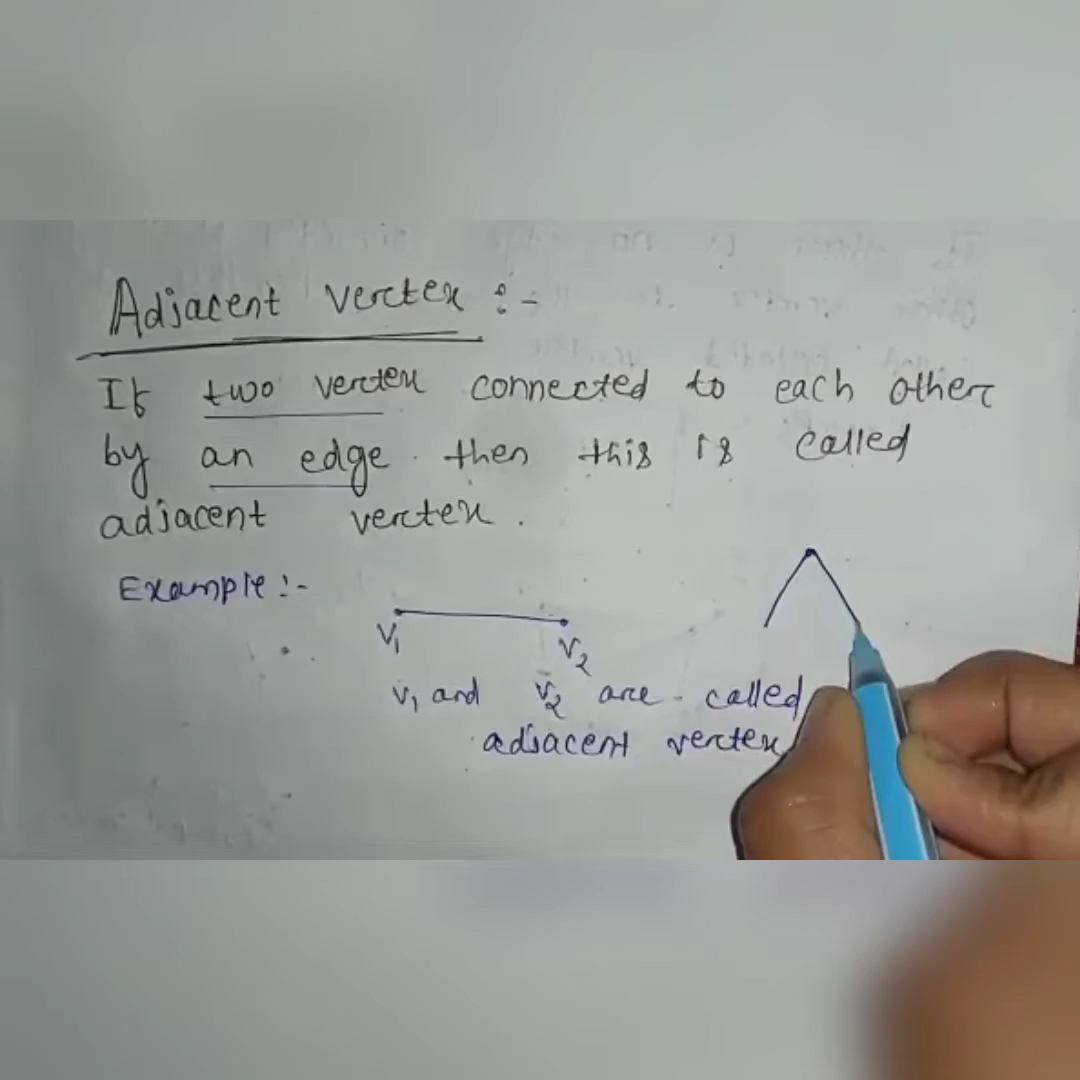 Adjacent vertex :-
If two vertex connected to each other
by an edge then this is called
adjacent vertex.
Example :-
V1 V2
V1 and V2 are called
adjacent vertex